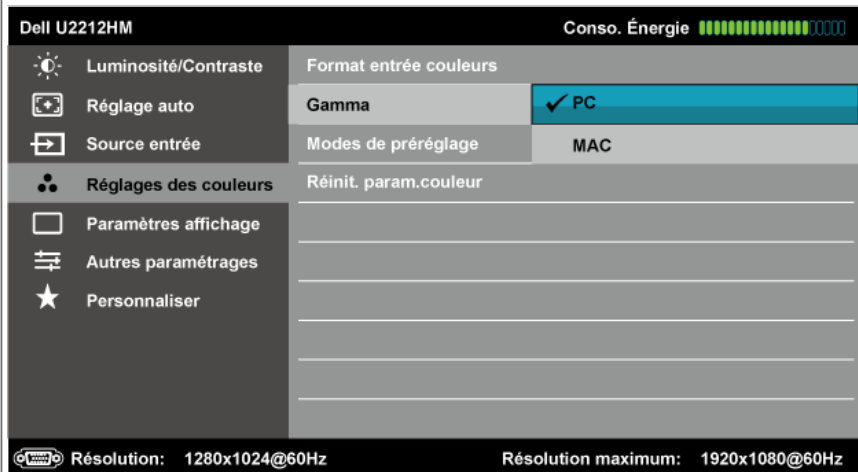 Dell U2212HM Conso. Énergie
Luminosité/Contraste Format entrée couleurs
Réglage auto Gamma PC
Source entrée Modes de préréglage MAC
Réglages des couleurs Réinit. param.couleur
Paramètres affichage
Autres paramétrages
Personnaliser
Résolution: 1280x1024@60Hz Résolution maximum: 1920x1080@60Hz